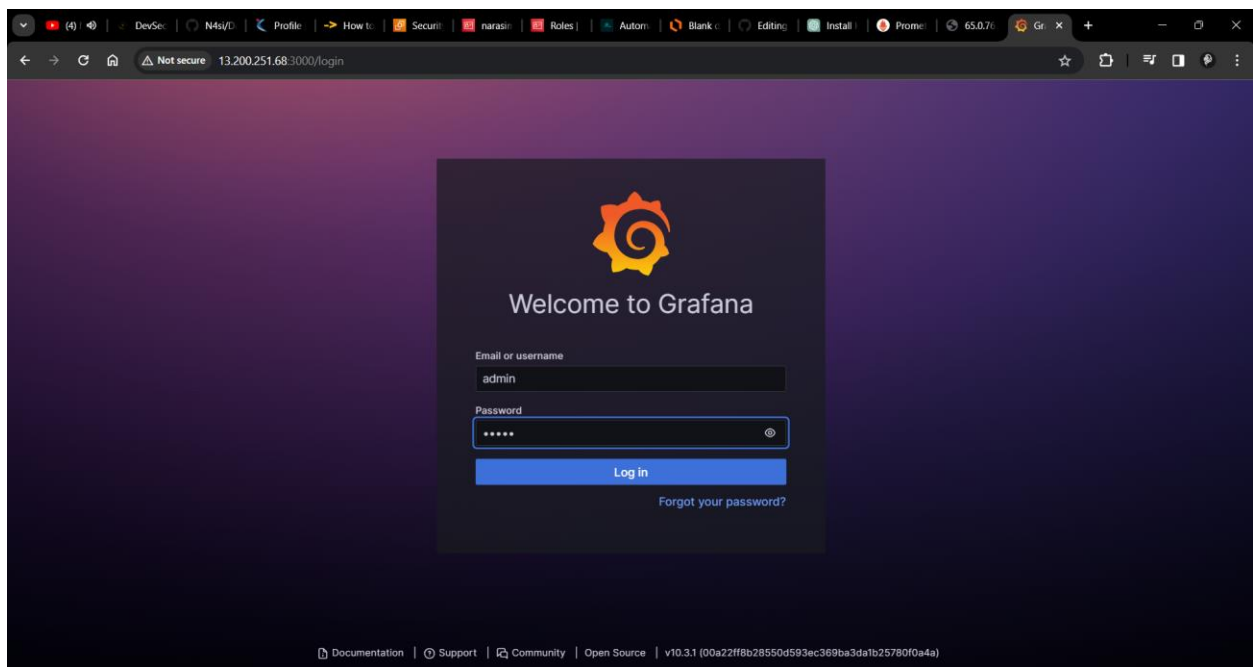 (4) DevSec N4si/D Profile How to Securit narasin Roles | Autom Blank c Editing Install Promet 65.0.76 Gr
Not secure 13.200.251.68:3000/login
Welcome to Grafana
Email or username
admin
Password
•••••
Log in
Forgot your password?
Documentation | Support | Community | Open Source | v10.3.1 (00a22ff8b28550d593ec369ba3da1b25780f0a4a)